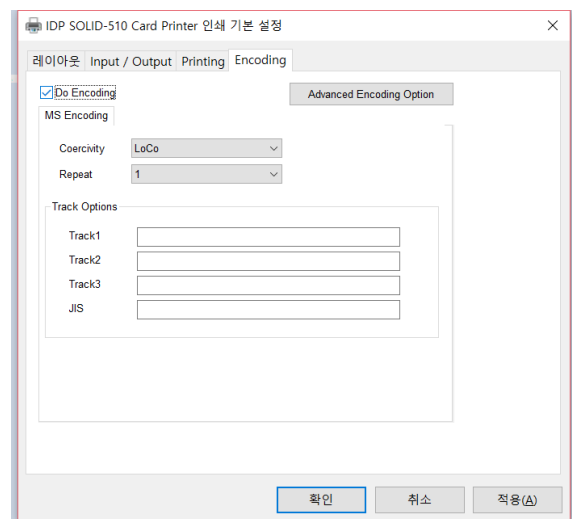 IDP SOLID-510 Card Printer 인쇄 기본 설정
레이아웃 Input / Output Printing Encoding
Do Encoding Advanced Encoding Option
MS Encoding
Coercivity LoCo
Repeat 1
Track Options
Track1
Track2
Track3
JIS
확인 취소 적용(A)